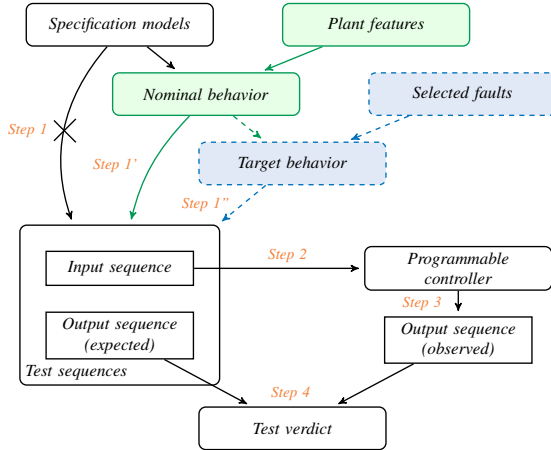 Specification models
Plant features
Nominal behavior
Selected faults
Step 1
Step 1'
Target behavior
Step 1"
Input sequence
Step 2
Programmable
controller
Step 3
Output sequence
(expected)
Output sequence
(observed)
Test sequences
Step 4
Test verdict